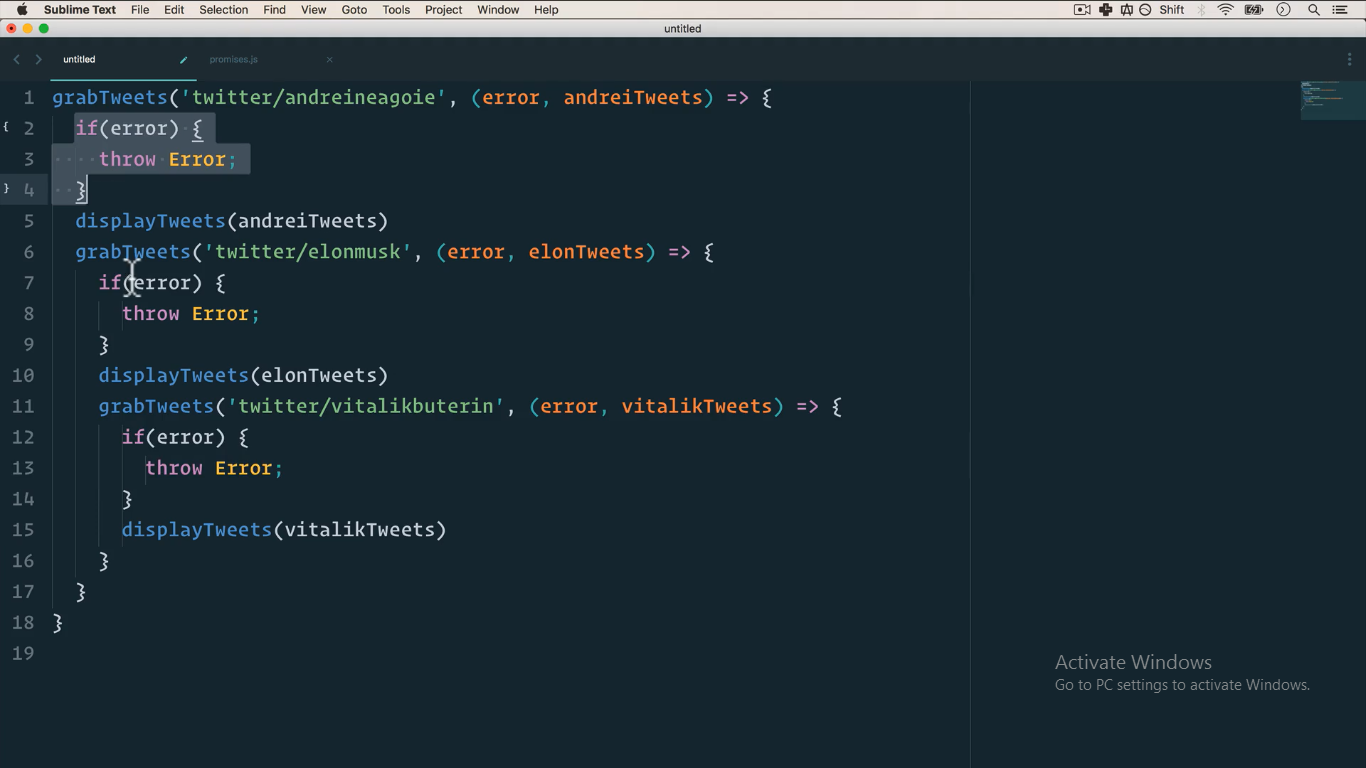 Sublime Text File Edit Selection Find View Goto Tools Project Window Help Shift
untitled
untitled promises.js
1 grabTweets('twitter/andreineagoie', (error, andreiTweets) => {
2 if(error) {
3 throw Error;
4 }
5 displayTweets(andreiTweets)
6 grabTweets('twitter/elonmusk', (error, elonTweets) => {
7 if(error) {
8 throw Error;
9 }
10 displayTweets(elonTweets)
11 grabTweets('twitter/vitalikbuterin', (error, vitalikTweets) => {
12 if(error) {
13 throw Error;
14 }
15 displayTweets(vitalikTweets)
16 }
17 }
18 }
19
Activate Windows
Go to PC settings to activate Windows.